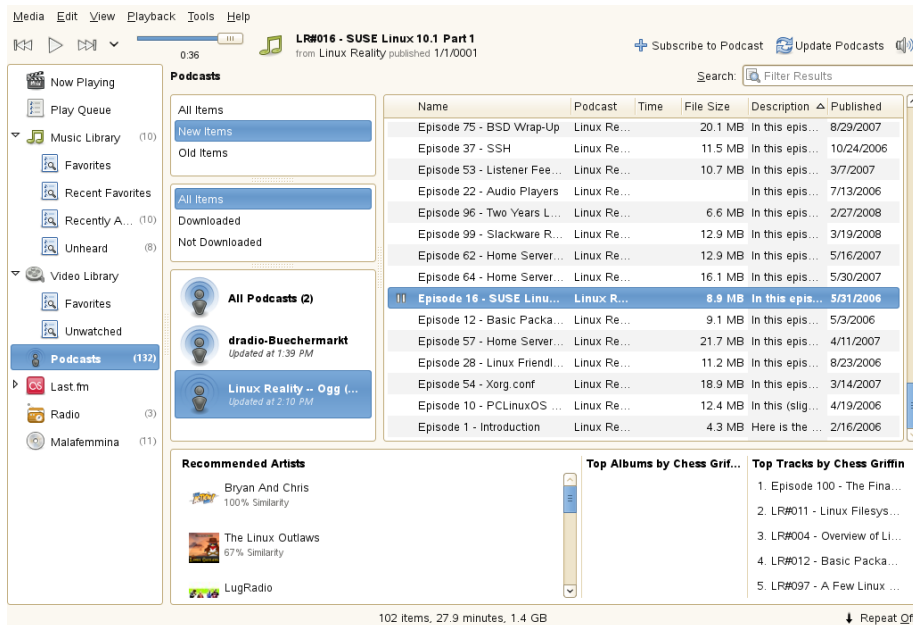 Media Edit View Playback Tools Help
LR#016 - SUSE Linux 10.1 Part 1
from Linux Reality published 1/1/0001
0:36
Subscribe to Podcast Update Podcasts
Now Playing
Play Queue
Music Library (10)
Favorites
Recent Favorites
Recently A... (10)
Unheard (8)
Video Library
Favorites
Unwatched
Podcasts (132)
Last.fm
Radio (3)
Malafemmina (11)
Podcasts
Search: Filter Results
All Items
New Items
Old Items
All Items
Downloaded
Not Downloaded
All Podcasts (2)
dradio-Buechermarkt
Updated at 1:39 PM
Linux Reality -- Ogg (...
Updated at 2:10 PM
Name Podcast Time File Size Description Published
Episode 75 - BSD Wrap-Up Linux Re... 20.1 MB In this epis... 8/29/2007
Episode 37 - SSH Linux Re... 11.5 MB In this epis... 10/24/2006
Episode 53 - Listener Fee... Linux Re... 10.7 MB In this epis... 3/7/2007
Episode 22 - Audio Players Linux Re... In this epis... 7/13/2006
Episode 96 - Two Years L... Linux Re... 6.6 MB In this epis... 2/27/2008
Episode 99 - Slackware R... Linux Re... 12.9 MB In this epis... 3/19/2008
Episode 62 - Home Server... Linux Re... 12.9 MB In this epis... 5/16/2007
Episode 64 - Home Server... Linux Re... 16.1 MB In this epis... 5/30/2007
Episode 16 - SUSE Linu... Linux R... 8.9 MB In this epis... 5/31/2006
Episode 12 - Basic Packa... Linux Re... 9.1 MB In this epis... 5/3/2006
Episode 57 - Home Server... Linux Re... 21.7 MB In this epis... 4/11/2007
Episode 28 - Linux Friendl... Linux Re... 11.2 MB In this epis... 8/23/2006
Episode 54 - Xorg.conf Linux Re... 18.9 MB In this epis... 3/14/2007
Episode 10 - PCLinuxOS ... Linux Re... 12.4 MB In this (slig... 4/19/2006
Episode 1 - Introduction Linux Re... 4.3 MB Here is the ... 2/16/2006
Recommended Artists
Bryan And Chris
100% Similarity
The Linux Outlaws
67% Similarity
LugRadio
Top Albums by Chess Grif...
Top Tracks by Chess Griffin
1. Episode 100 - The Fina...
2. LR#011 - Linux Filesys...
3. LR#004 - Overview of Li...
4. LR#012 - Basic Packa...
5. LR#097 - A Few Linux ...
102 items, 27.9 minutes, 1.4 GB
Repeat Of